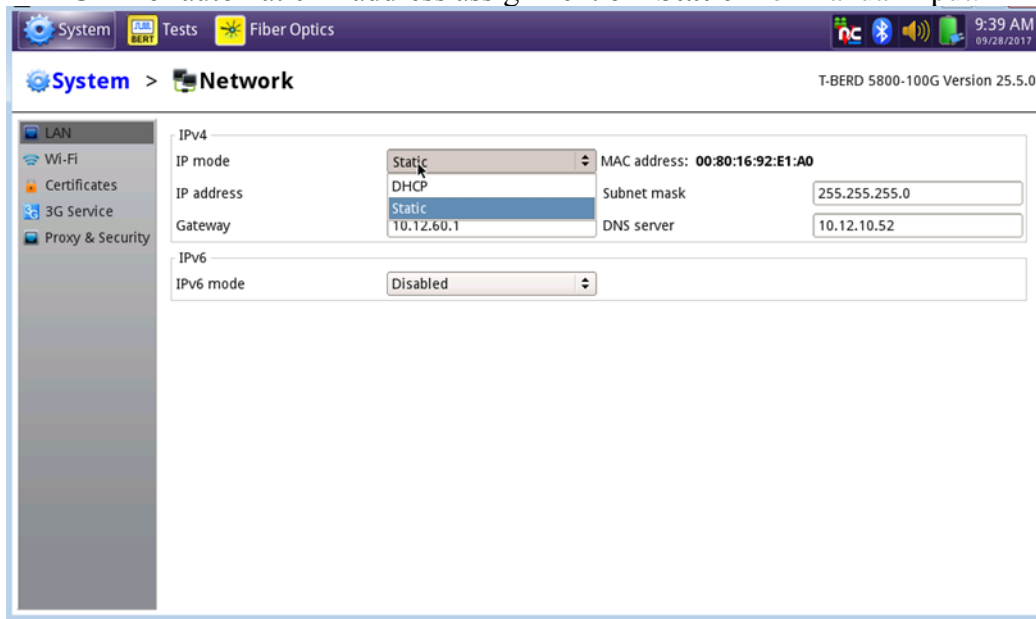 System
BERT
Tests
Fiber Optics
9:39 AM
09/28/2017
System > Network
T-BERD 5800-100G Version 25.5.0
LAN
Wi-Fi
Certificates
3G Service
Proxy & Security
IPv4
IP mode Static MAC address: 00:80:16:92:E1:A0
DHCP
IP address Subnet mask 255.255.255.0
Static
Gateway 10.12.60.1 DNS server 10.12.10.52
IPv6
IPv6 mode Disabled